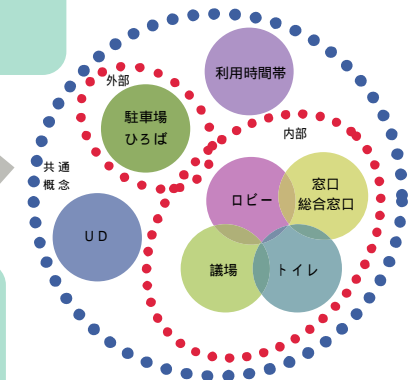 利用時間帯
外部
駐車場
ひろば
内部
共通
概念
ロビー
窓口
総合窓口
UD
議場
トイレ